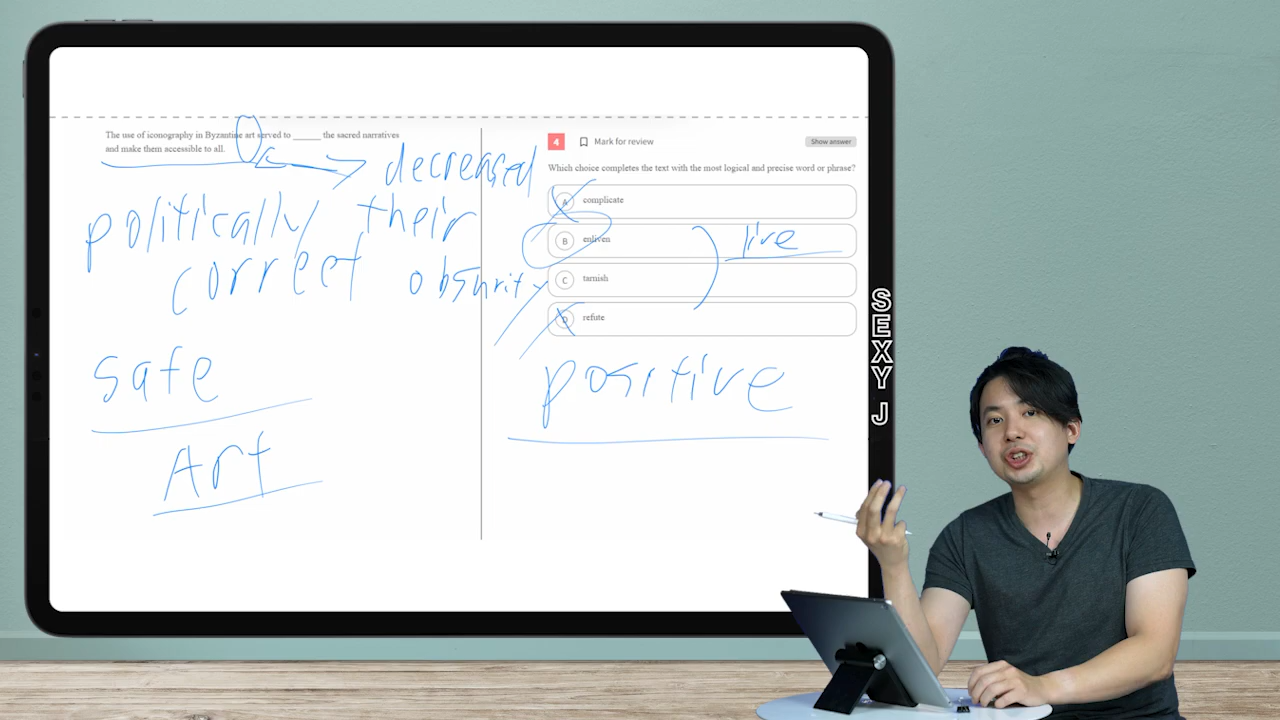 The use of iconography in Byzantine art served to ______ the sacred narratives
and make them accessible to all.
decreased
politically their
correct obsurity
safe
Art
4 Mark for review Show answer
Which choice completes the text with the most logical and precise word or phrase?
A complicate
B enliven
C tarnish
D refute
live
positive
SEXY J